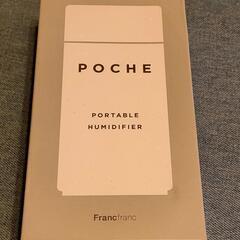 POCHE
PORTABLE
HUMIDIFIER
Francfranc